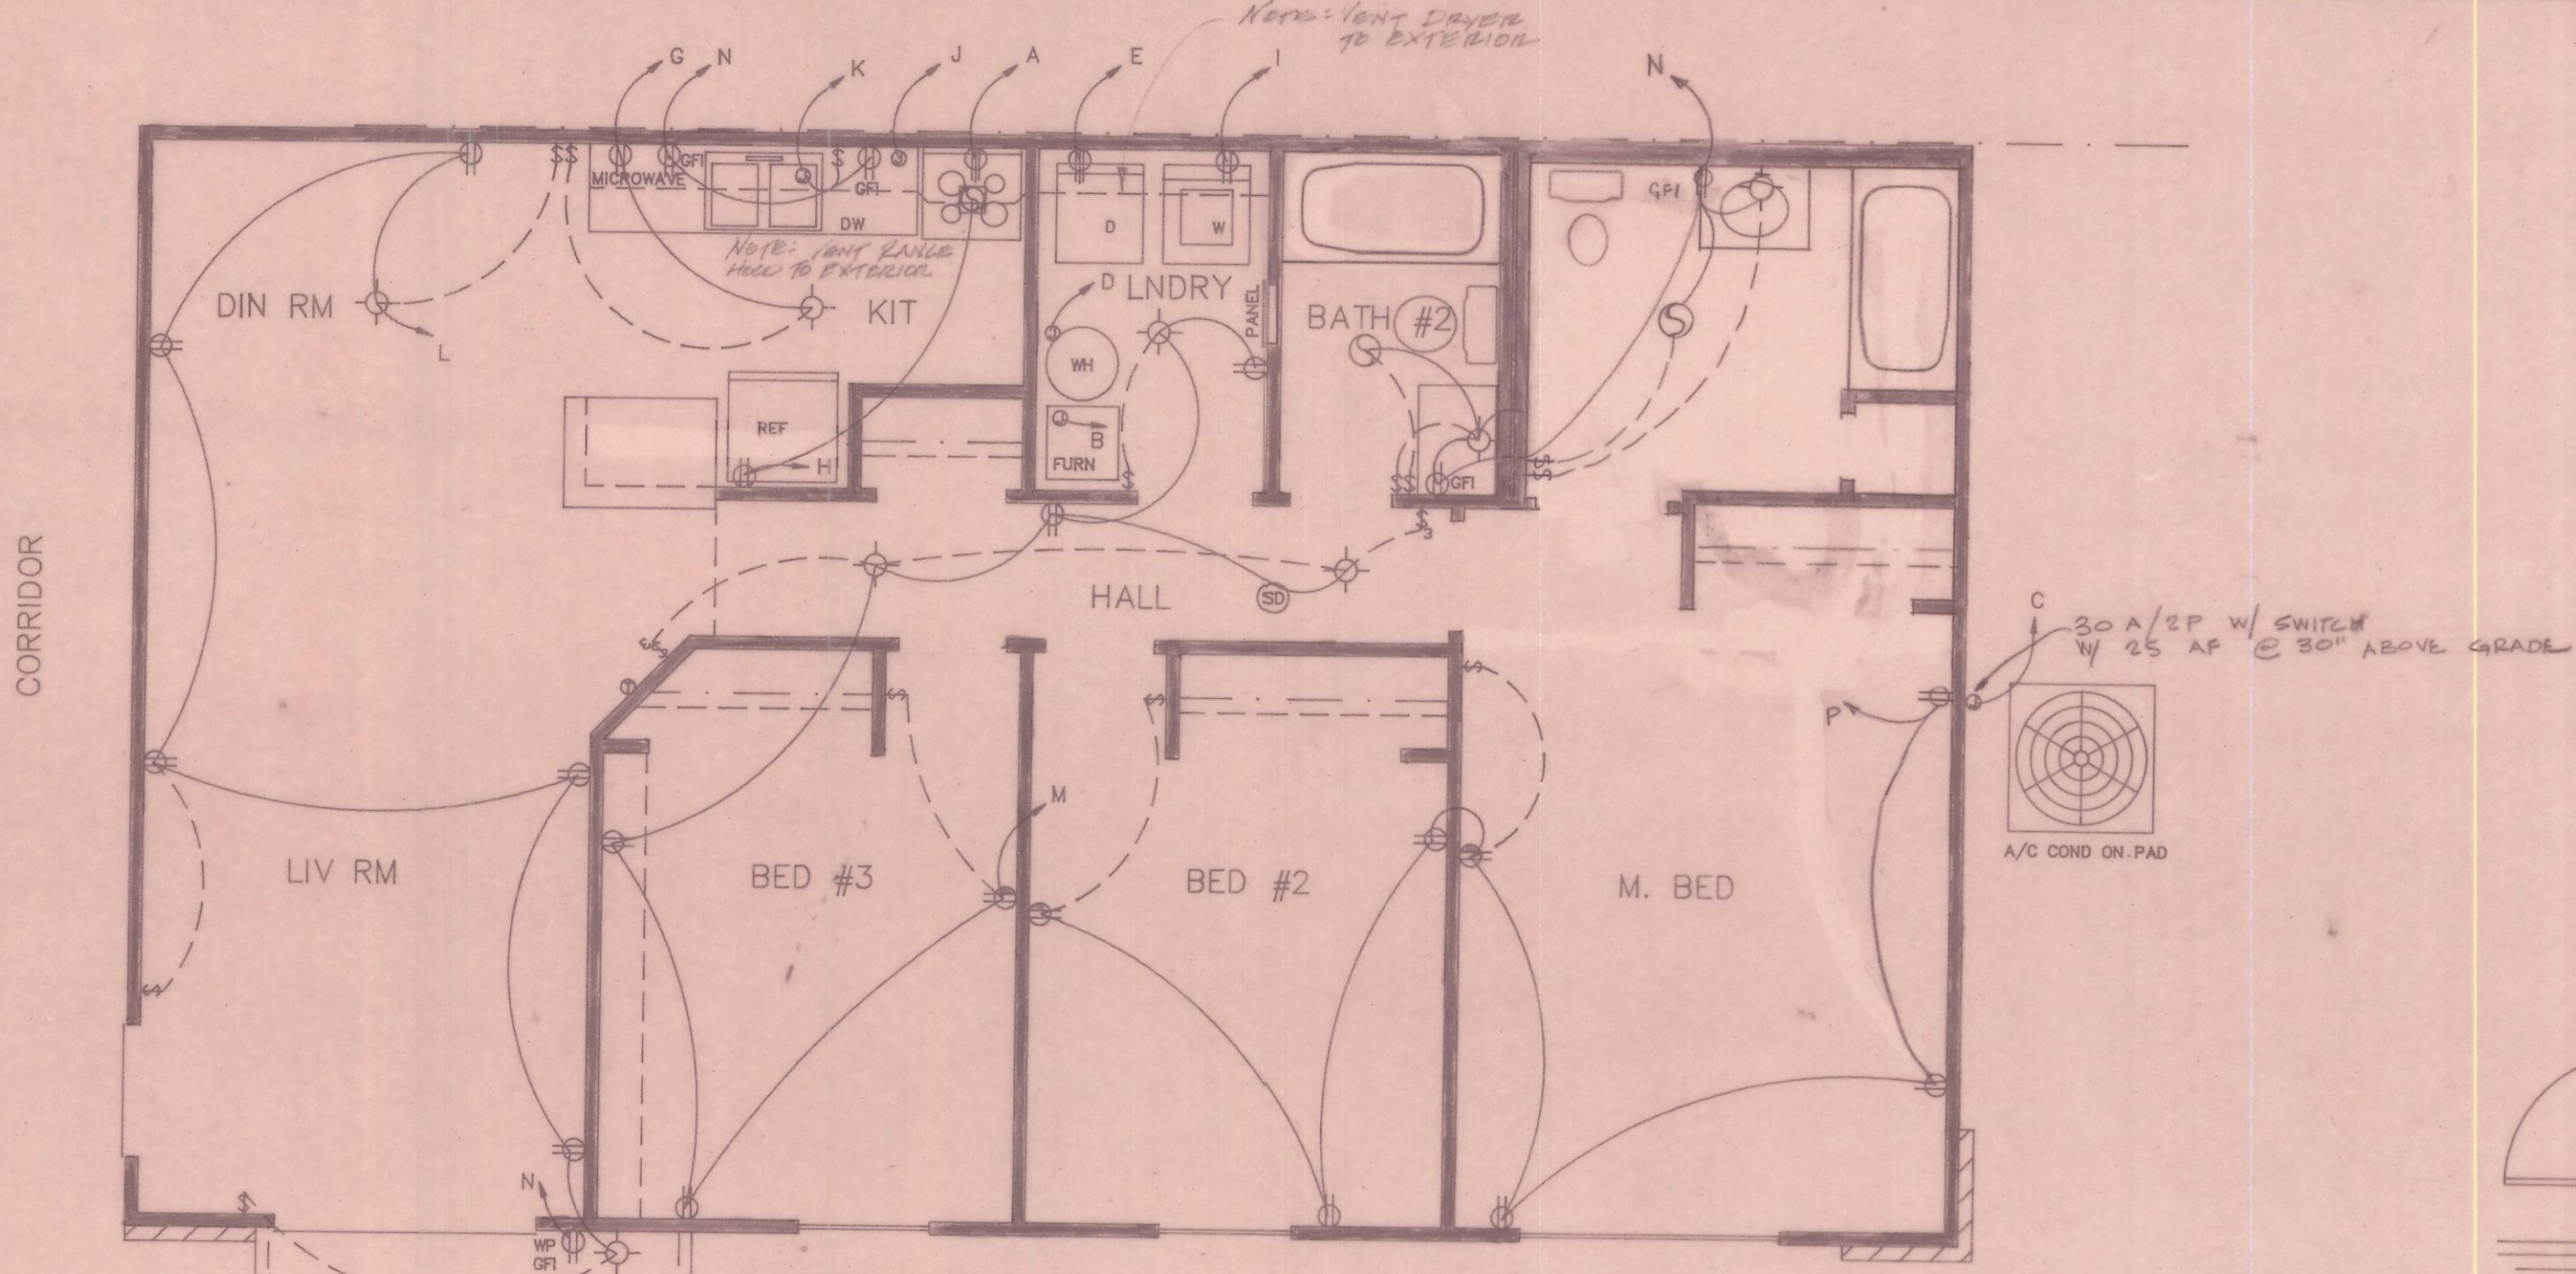 NOTE: VENT DRYER
TO EXTERIOR
G
N
K
J
A
E
I
N
GFI
MICROWAVE
GFI
DW
NOTE: VENT RANGE
HOOD TO EXTERIOR
D
W
GFI
DIN RM
L
KIT
D
LNDRY
PANEL
BATH #2
WH
REF
H
B
FURN
GFI
3
CORRIDOR
HALL
SD
3
C
30 A/2P W/ SWITCH
W/ 25 AF @ 30" ABOVE GRADE
T
P
M
A/C COND ON PAD
LIV RM
BED #3
BED #2
M. BED
N
WP
GFI